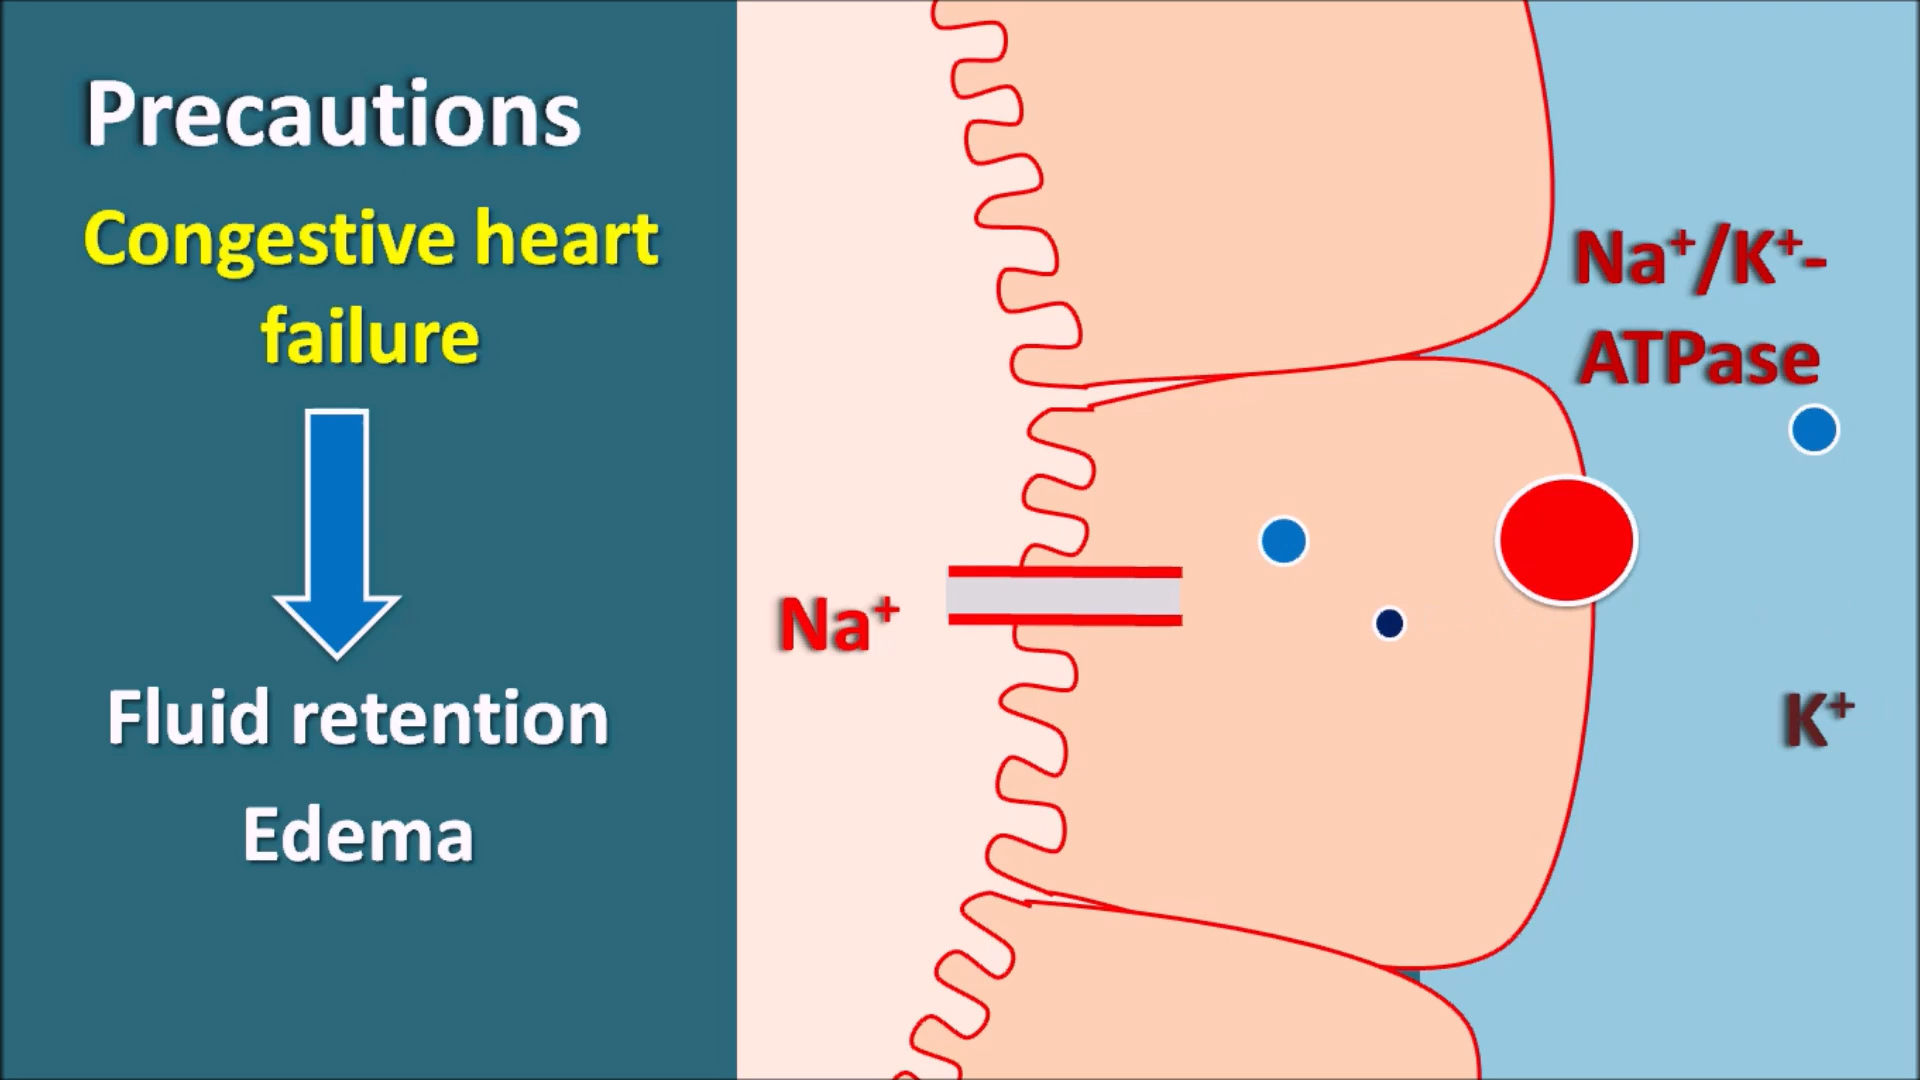 Precautions
Congestive heart
failure
Fluid retention
Edema
Na⁺/K⁺-
ATPase
Na⁺
K⁺